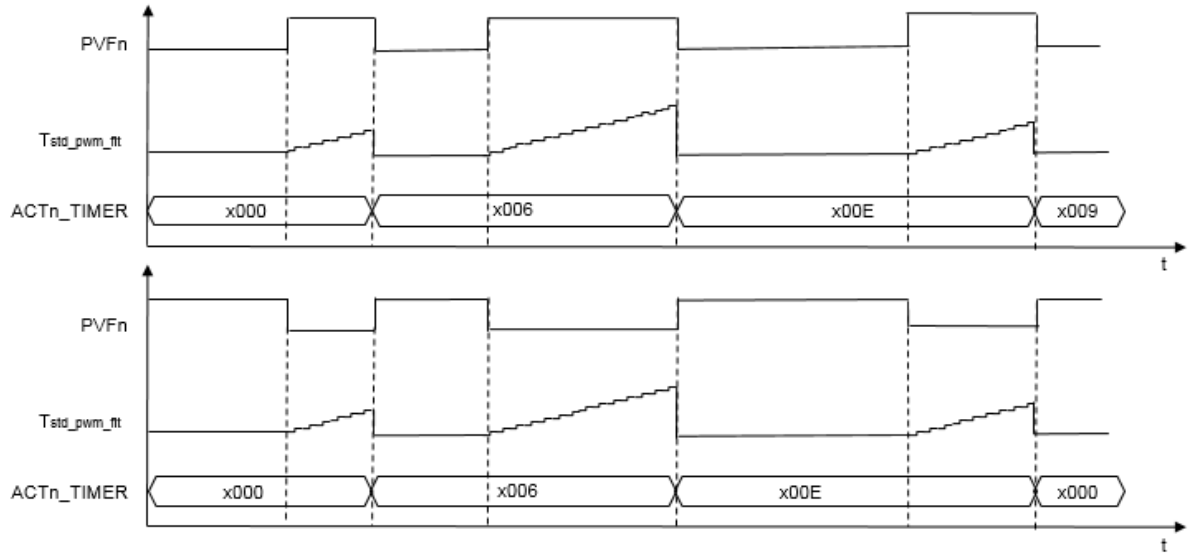 PVFn
Tstd_pwm_flt
ACTn_TIMER x000 x006 x00E x009
t
PVFn
Tstd_pwm_flt
ACTn_TIMER x000 x006 x00E x000
t